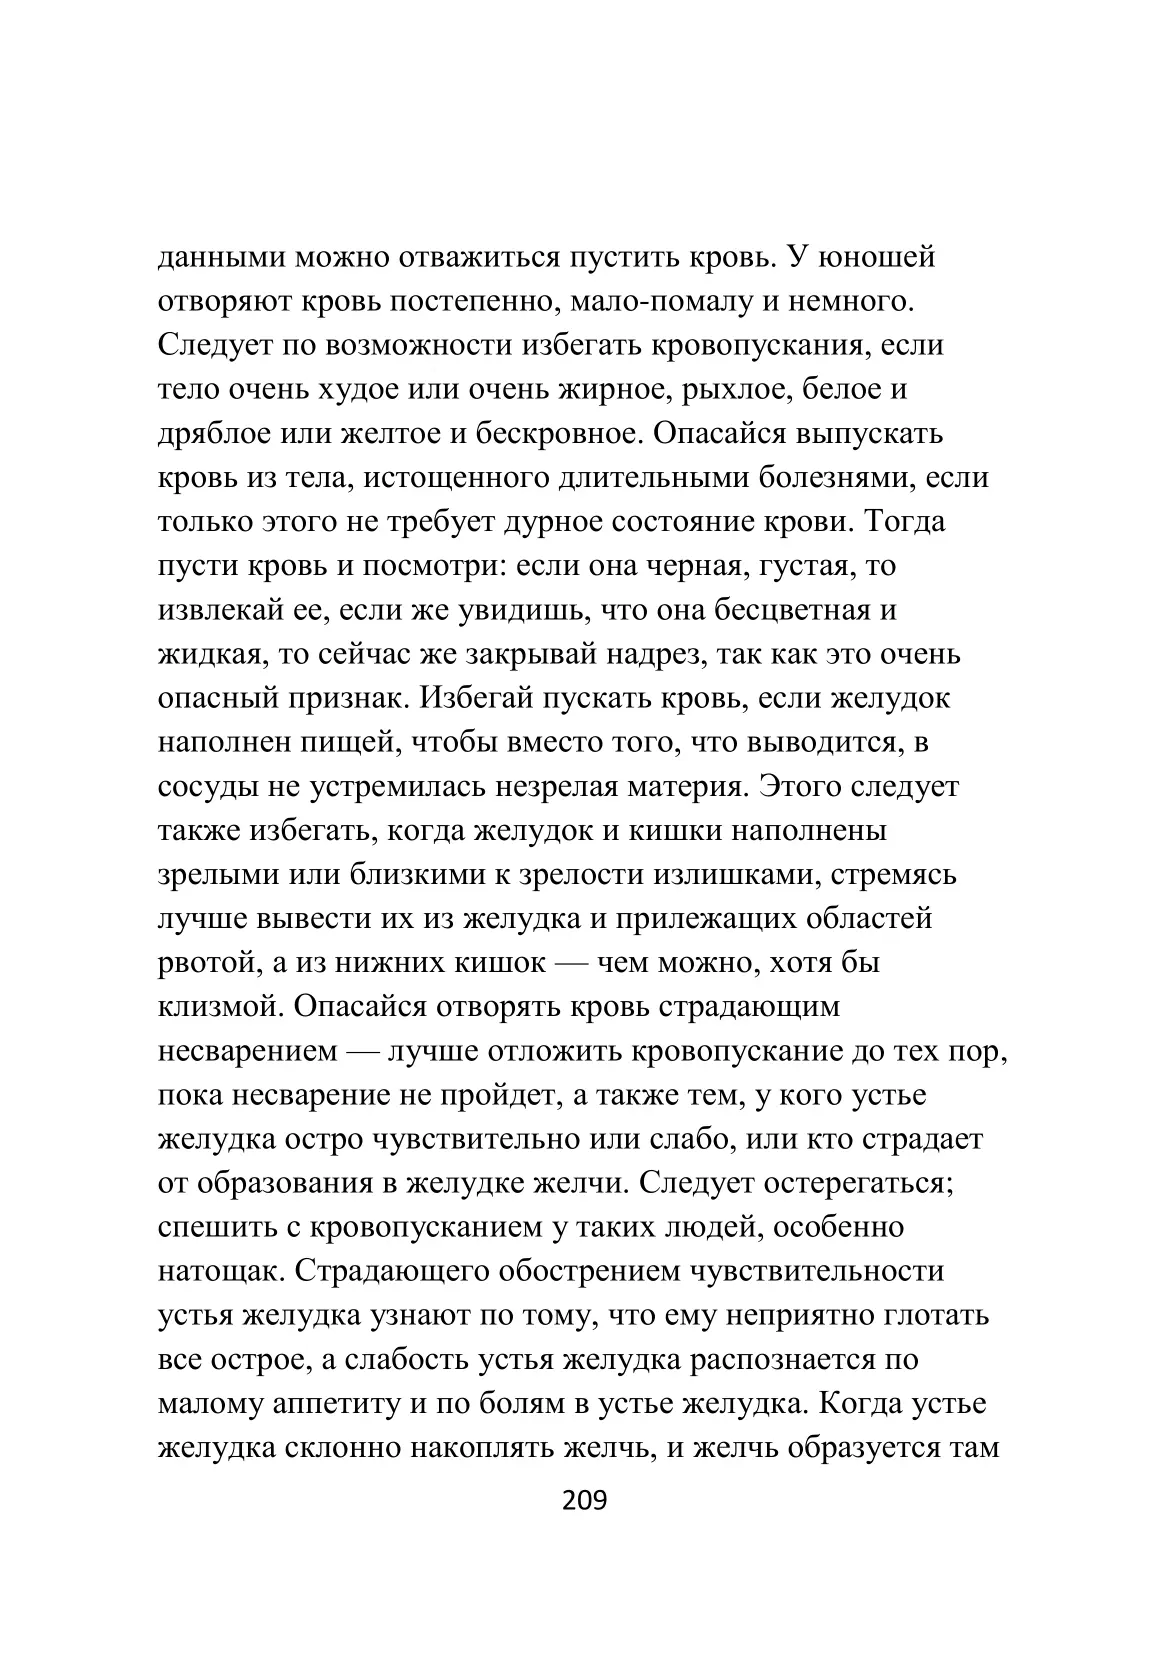 данными можно отважиться пустить кровь. У юношей
отворяют кровь постепенно, мало-помалу и немного.
Следует по возможности избегать кровопускания, если
тело очень худое или очень жирное, рыхлое, белое и
дряблое или желтое и бескровное. Опасайся выпускать
кровь из тела, истощенного длительными болезнями, если
только этого не требует дурное состояние крови. Тогда
пусти кровь и посмотри: если она черная, густая, то
извлекай ее, если же увидишь, что она бесцветная и
жидкая, то сейчас же закрывай надрез, так как это очень
опасный признак. Избегай пускать кровь, если желудок
наполнен пищей, чтобы вместо того, что выводится, в
сосуды не устремилась незрелая материя. Этого следует
также избегать, когда желудок и кишки наполнены
зрелыми или близкими к зрелости излишками, стремясь
лучше вывести их из желудка и прилежащих областей
рвотой, а из нижних кишок — чем можно, хотя бы
клизмой. Опасайся отворять кровь страдающим
несварением — лучше отложить кровопускание до тех пор,
пока несварение не пройдет, а также тем, у кого устье
желудка остро чувствительно или слабо, или кто страдает
от образования в желудке желчи. Следует остерегаться;
спешить с кровопусканием у таких людей, особенно
натощак. Страдающего обострением чувствительности
устья желудка узнают по тому, что ему неприятно глотать
все острое, а слабость устья желудка распознается по
малому аппетиту и по болям в устье желудка. Когда устье
желудка склонно накоплять желчь, и желчь образуется там
209